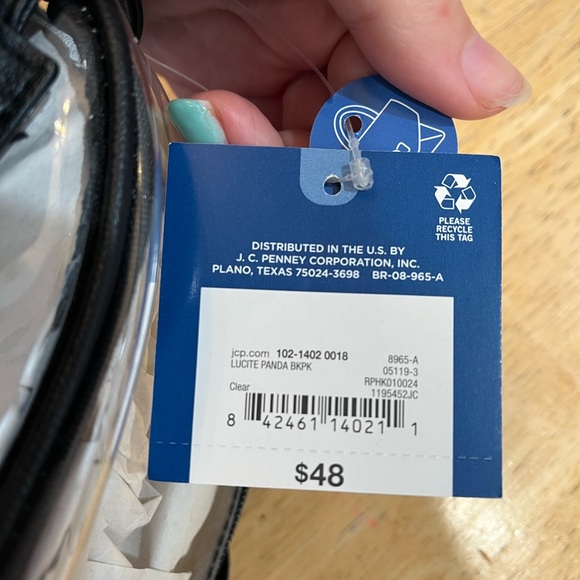 PLEASE
RECYCLE
THIS TAG
DISTRIBUTED IN THE U.S. BY
J. C. PENNEY CORPORATION, INC.
PLANO, TEXAS 75024-3698 BR-08-965-A
jcp.com 102-1402 0018 8965-A
LUCITE PANDA BKPK 05119-3
RPHK010024
Clear 1195452JC
8 42461 14021 1
$48